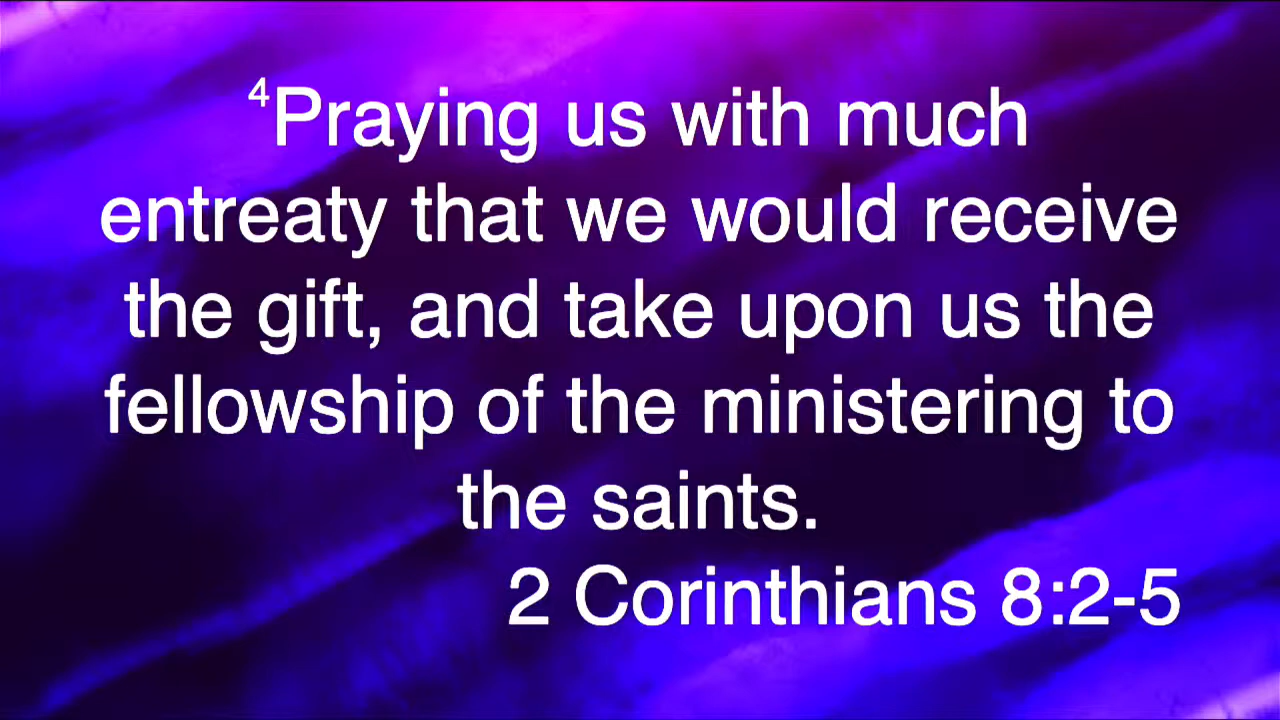 ⁴Praying us with much
entreaty that we would receive
the gift, and take upon us the
fellowship of the ministering to
the saints.
2 Corinthians 8:2-5